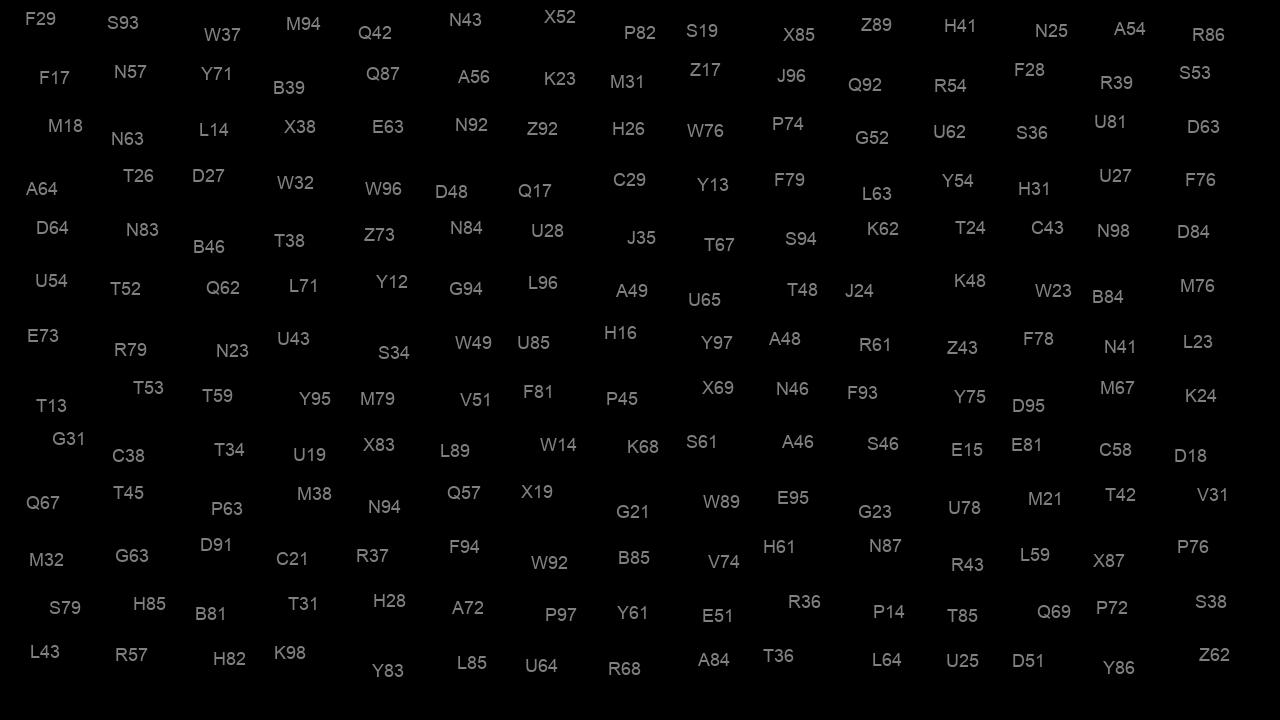 F29 S93 W37 M94 Q42 N43 X52 P82 S19 X85 Z89 H41 N25 A54 R86
F17 N57 Y71 B39 Q87 A56 K23 M31 Z17 J96 Q92 R54 F28 R39 S53
M18 N63 L14 X38 E63 N92 Z92 H26 W76 P74 G52 U62 S36 U81 D63
A64 T26 D27 W32 W96 D48 Q17 C29 Y13 F79 L63 Y54 H31 U27 F76
D64 N83 B46 T38 Z73 N84 U28 J35 T67 S94 K62 T24 C43 N98 D84
U54 T52 Q62 L71 Y12 G94 L96 A49 U65 T48 J24 K48 W23 B84 M76
E73 R79 N23 U43 S34 W49 U85 H16 Y97 A48 R61 Z43 F78 N41 L23
T13 T53 T59 Y95 M79 V51 F81 P45 X69 N46 F93 Y75 D95 M67 K24
G31 C38 T34 U19 X83 L89 W14 K68 S61 A46 S46 E15 E81 C58 D18
Q67 T45 P63 M38 N94 Q57 X19 G21 W89 E95 G23 U78 M21 T42 V31
M32 G63 D91 C21 R37 F94 W92 B85 V74 H61 N87 R43 L59 X87 P76
S79 H85 B81 T31 H28 A72 P97 Y61 E51 R36 P14 T85 Q69 P72 S38
L43 R57 H82 K98 Y83 L85 U64 R68 A84 T36 L64 U25 D51 Y86 Z62